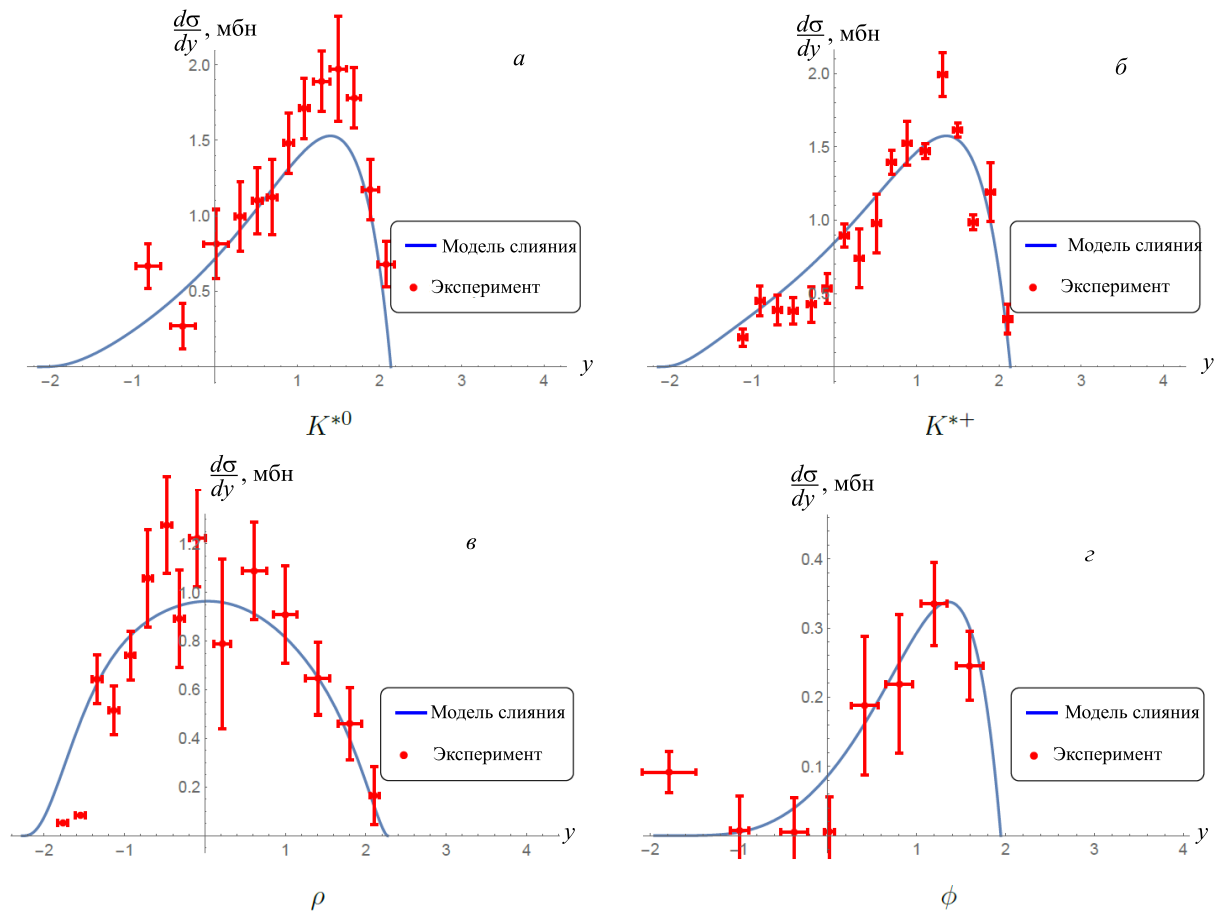 dσ/dy, мбн
а
2.0
1.5
1.0
0.5
Модель слияния
Эксперимент
−2 −1 1 2 3 4 y
K*0
dσ/dy, мбн
б
2.0
1.5
1.0
0.5
Модель слияния
Эксперимент
−2 −1 1 2 3 4 y
K*+
dσ/dy, мбн
в
1.2
1.0
0.8
0.6
0.4
0.2
Модель слияния
Эксперимент
−2 −1 1 2 3 4 y
ρ
dσ/dy, мбн
г
0.4
0.3
0.2
0.1
Модель слияния
Эксперимент
−2 −1 1 2 3 4 y
ϕ